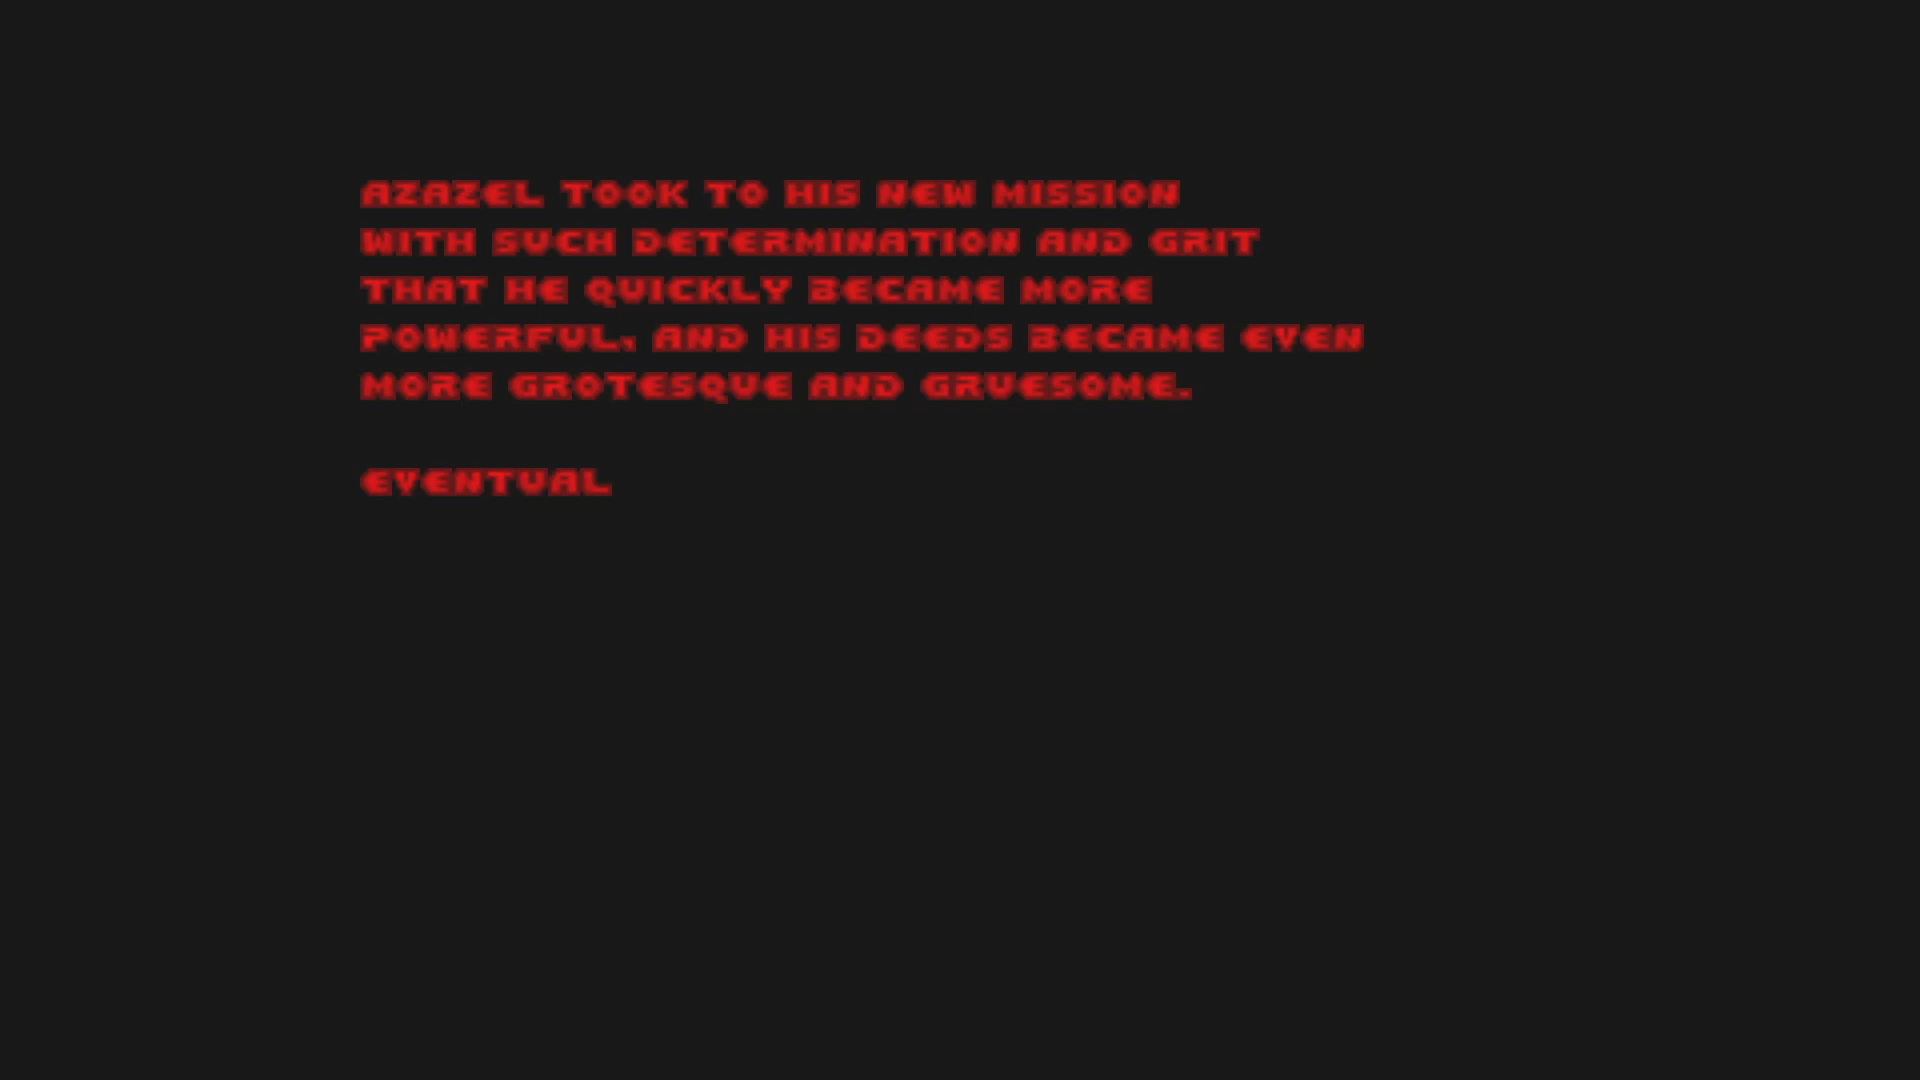 AZAZEL TOOK TO HIS NEW MISSION
WITH SUCH DETERMINATION AND GRIT
THAT HE QUICKLY BECAME MORE
POWERFUL, AND HIS DEEDS BECAME EVEN
MORE GROTESQUE AND GRUESOME.
EVENTUAL